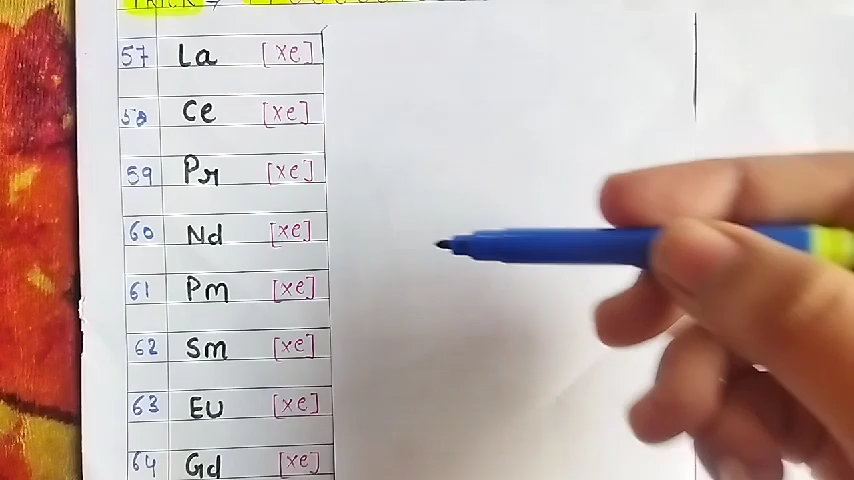 TRICK →
57 La [Xe]
58 Ce [Xe]
59 Pr [Xe]
60 Nd [Xe]
61 Pm [Xe]
62 Sm [Xe]
63 EU [Xe]
64 Gd [Xe]